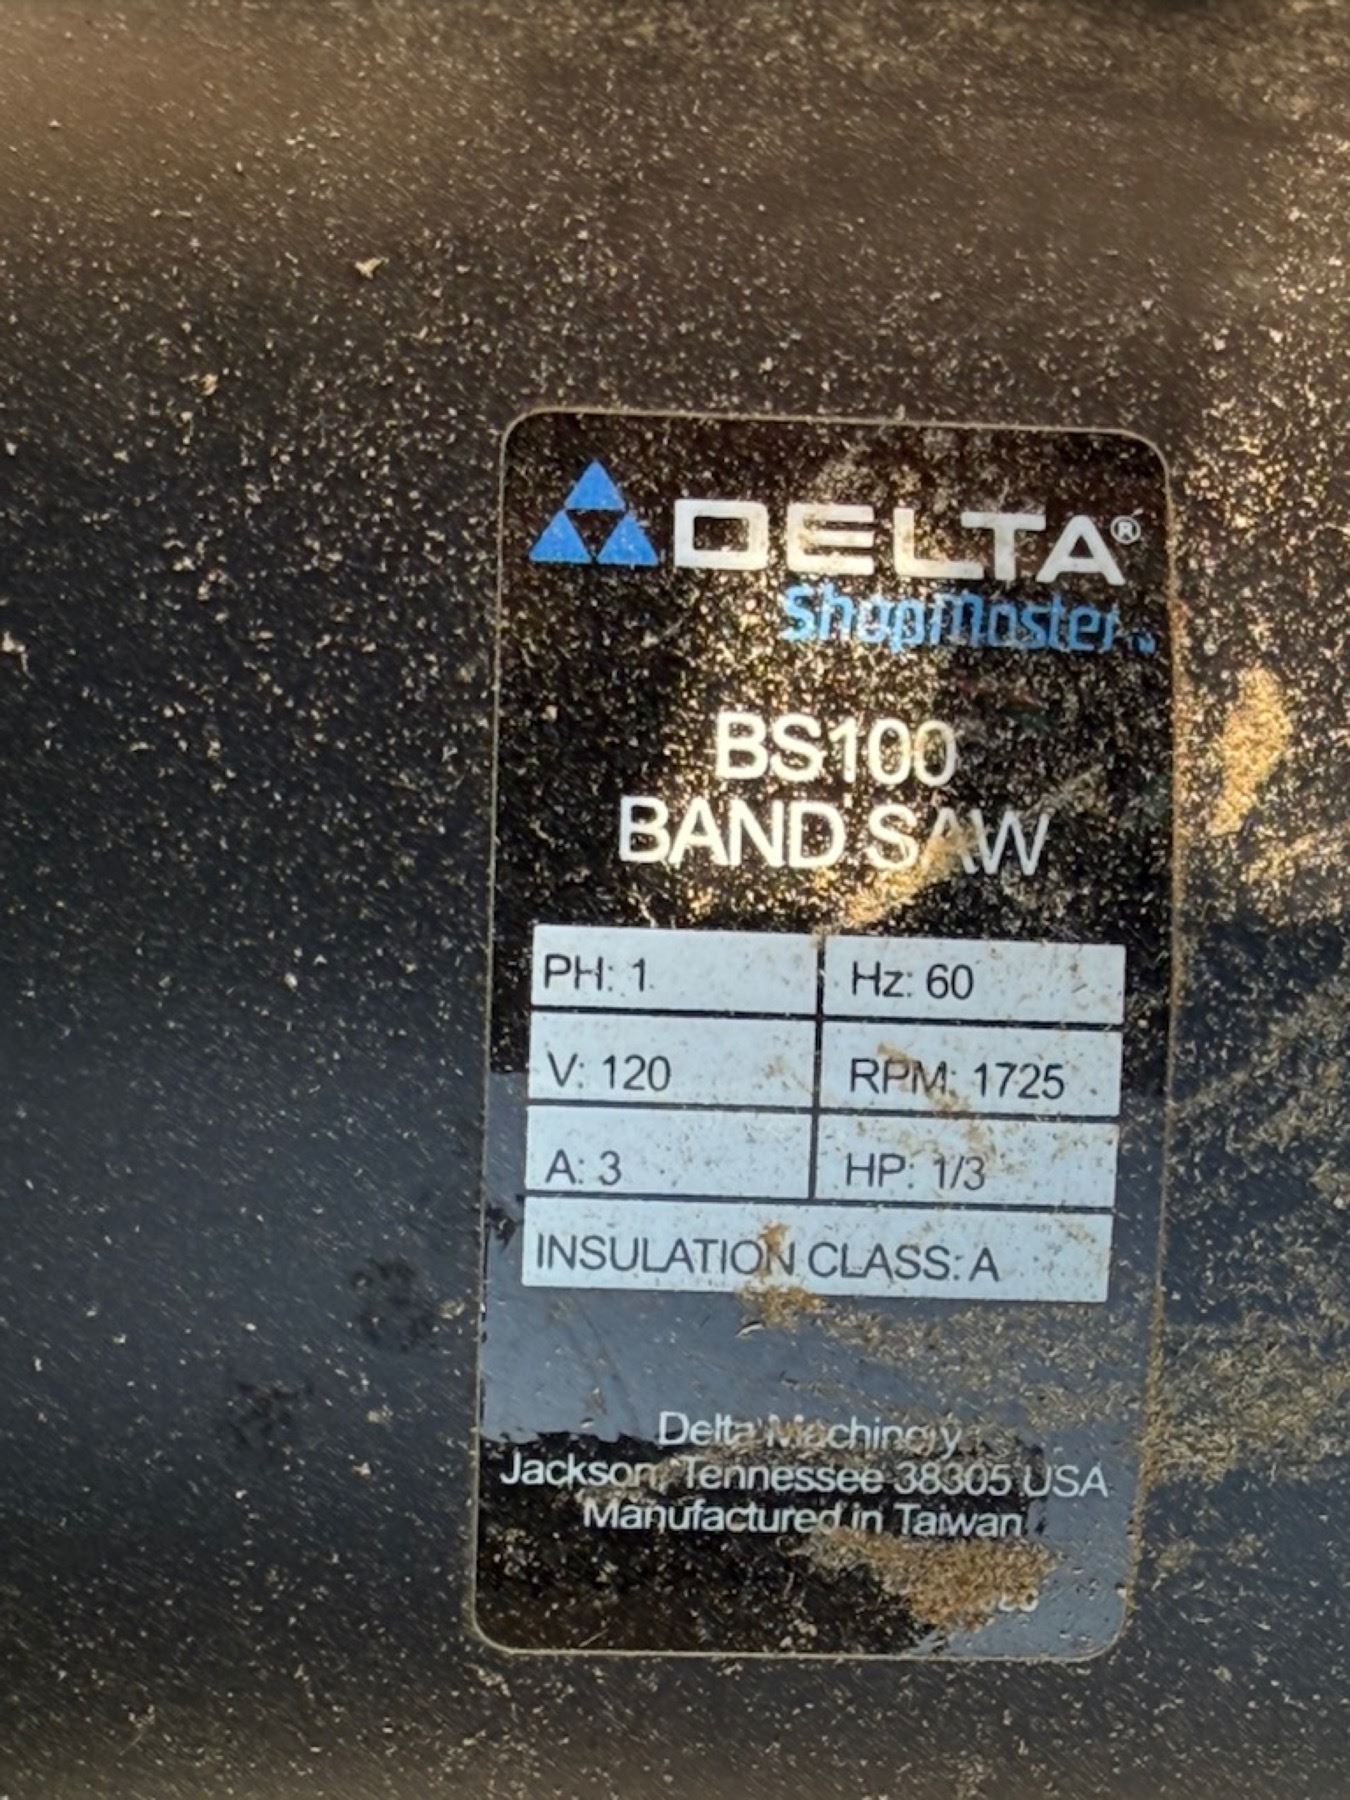 DELTA®
ShopMaster™
BS100
BAND SAW
PH: 1 Hz: 60
V: 120 RPM: 1725
A: 3 HP: 1/3
INSULATION CLASS: A
Delta Machinery
Jackson, Tennessee 38305 USA
Manufactured in Taiwan